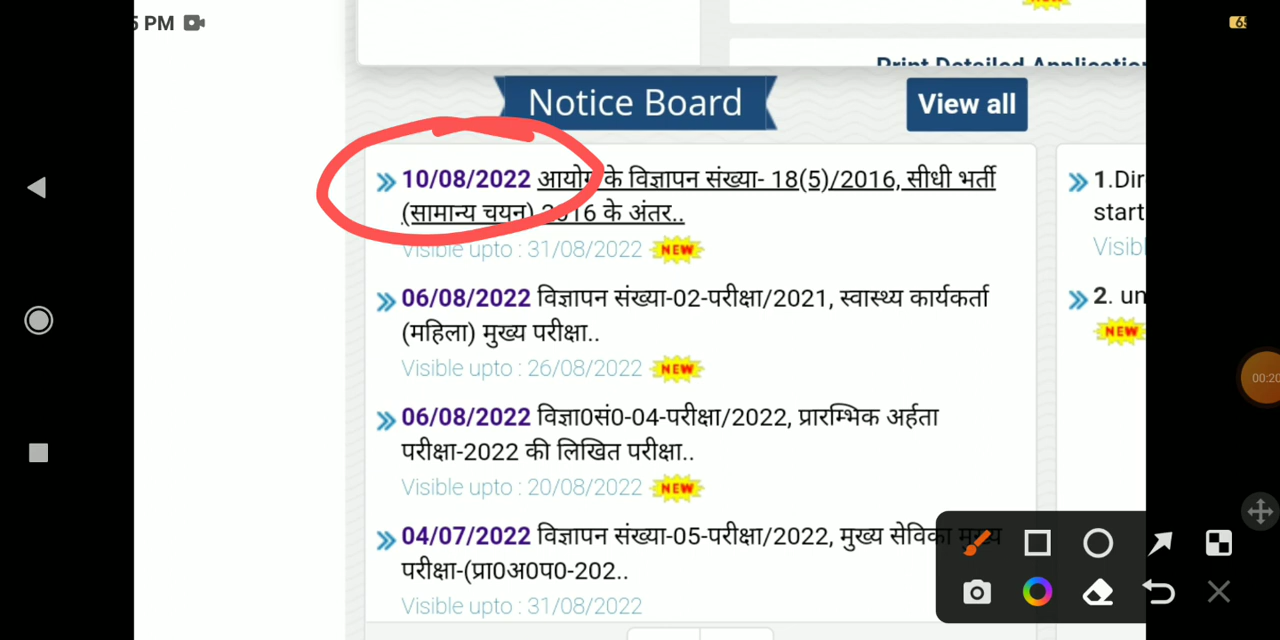 5 PM
Print Detailed Application
Notice Board
View all
10/08/2022 आयोग के विज्ञापन संख्या- 18(5)/2016, सीधी भर्ती
(सामान्य चयन) 2016 के अंतर..
Visible upto : 31/08/2022 NEW
06/08/2022 विज्ञापन संख्या-02-परीक्षा/2021, स्वास्थ्य कार्यकर्ता
(महिला) मुख्य परीक्षा..
Visible upto : 26/08/2022 NEW
06/08/2022 विज्ञा0सं0-04-परीक्षा/2022, प्रारम्भिक अर्हता
परीक्षा-2022 की लिखित परीक्षा..
Visible upto : 20/08/2022 NEW
04/07/2022 विज्ञापन संख्या-05-परीक्षा/2022, मुख्य सेविका मुख्य
परीक्षा-(प्रा0अ0प0-202..
Visible upto : 31/08/2022
1.Dir
start
Visibl
2. un
NEW
00:20